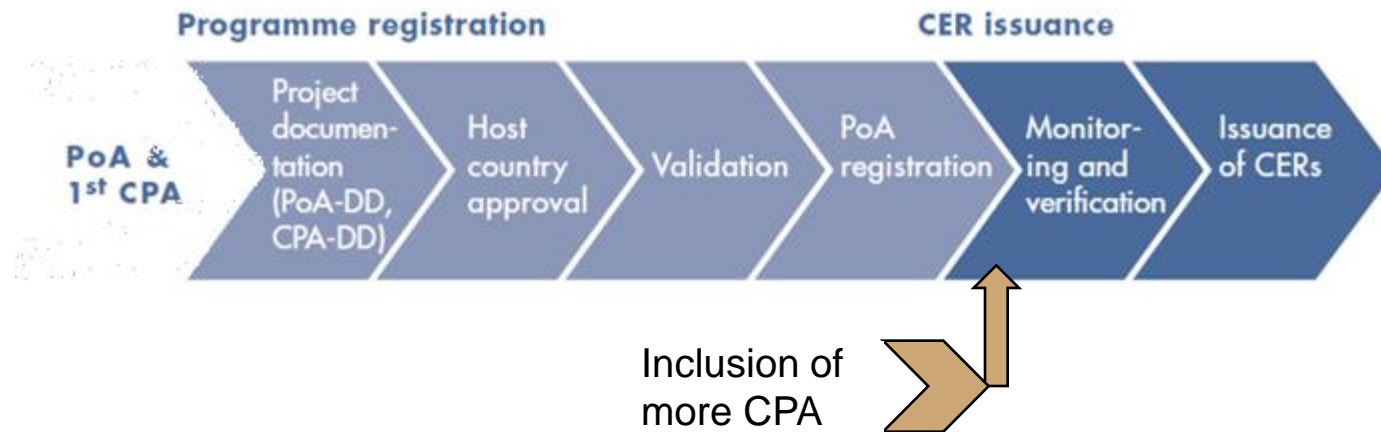 Programme registration
CER issuance
PoA &
1st CPA
Project
documen-
tation
(PoA-DD,
CPA-DD)
Host
country
approval
Validation
PoA
registration
Monitor-
ing and
verification
Issuance
of CERs
Inclusion of
more CPA